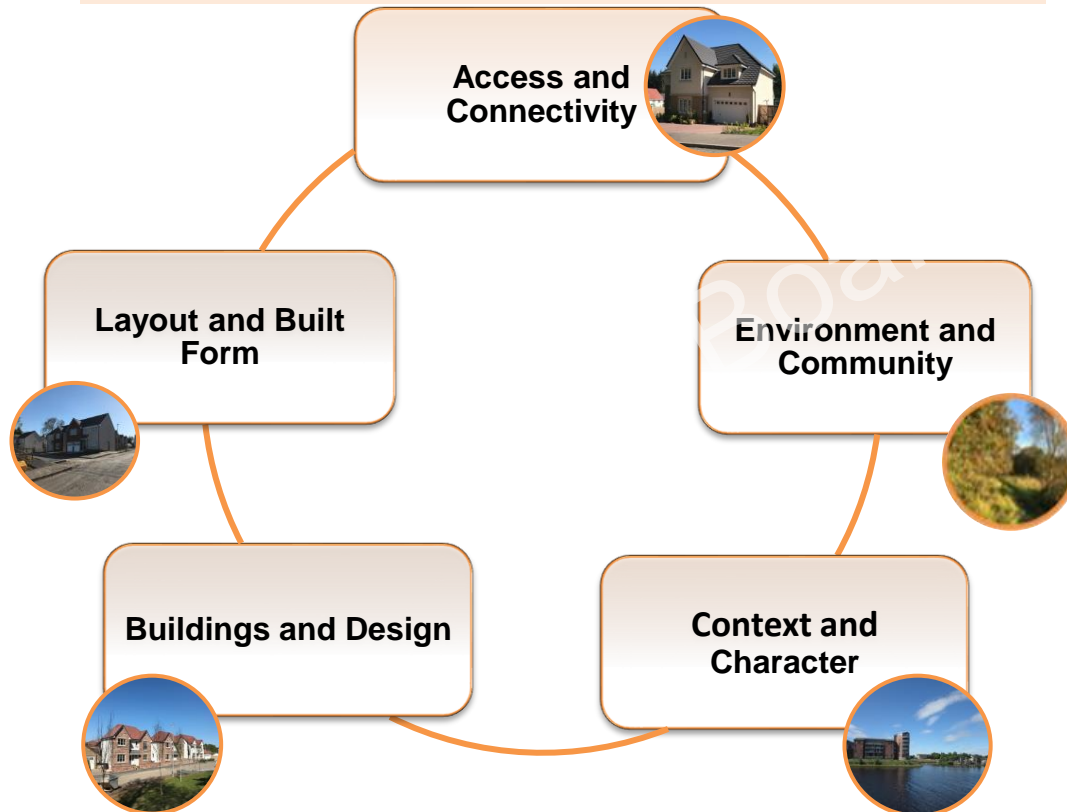 Access and
Connectivity
Layout and Built
Form
Environment and
Community
Buildings and Design
Context and
Character